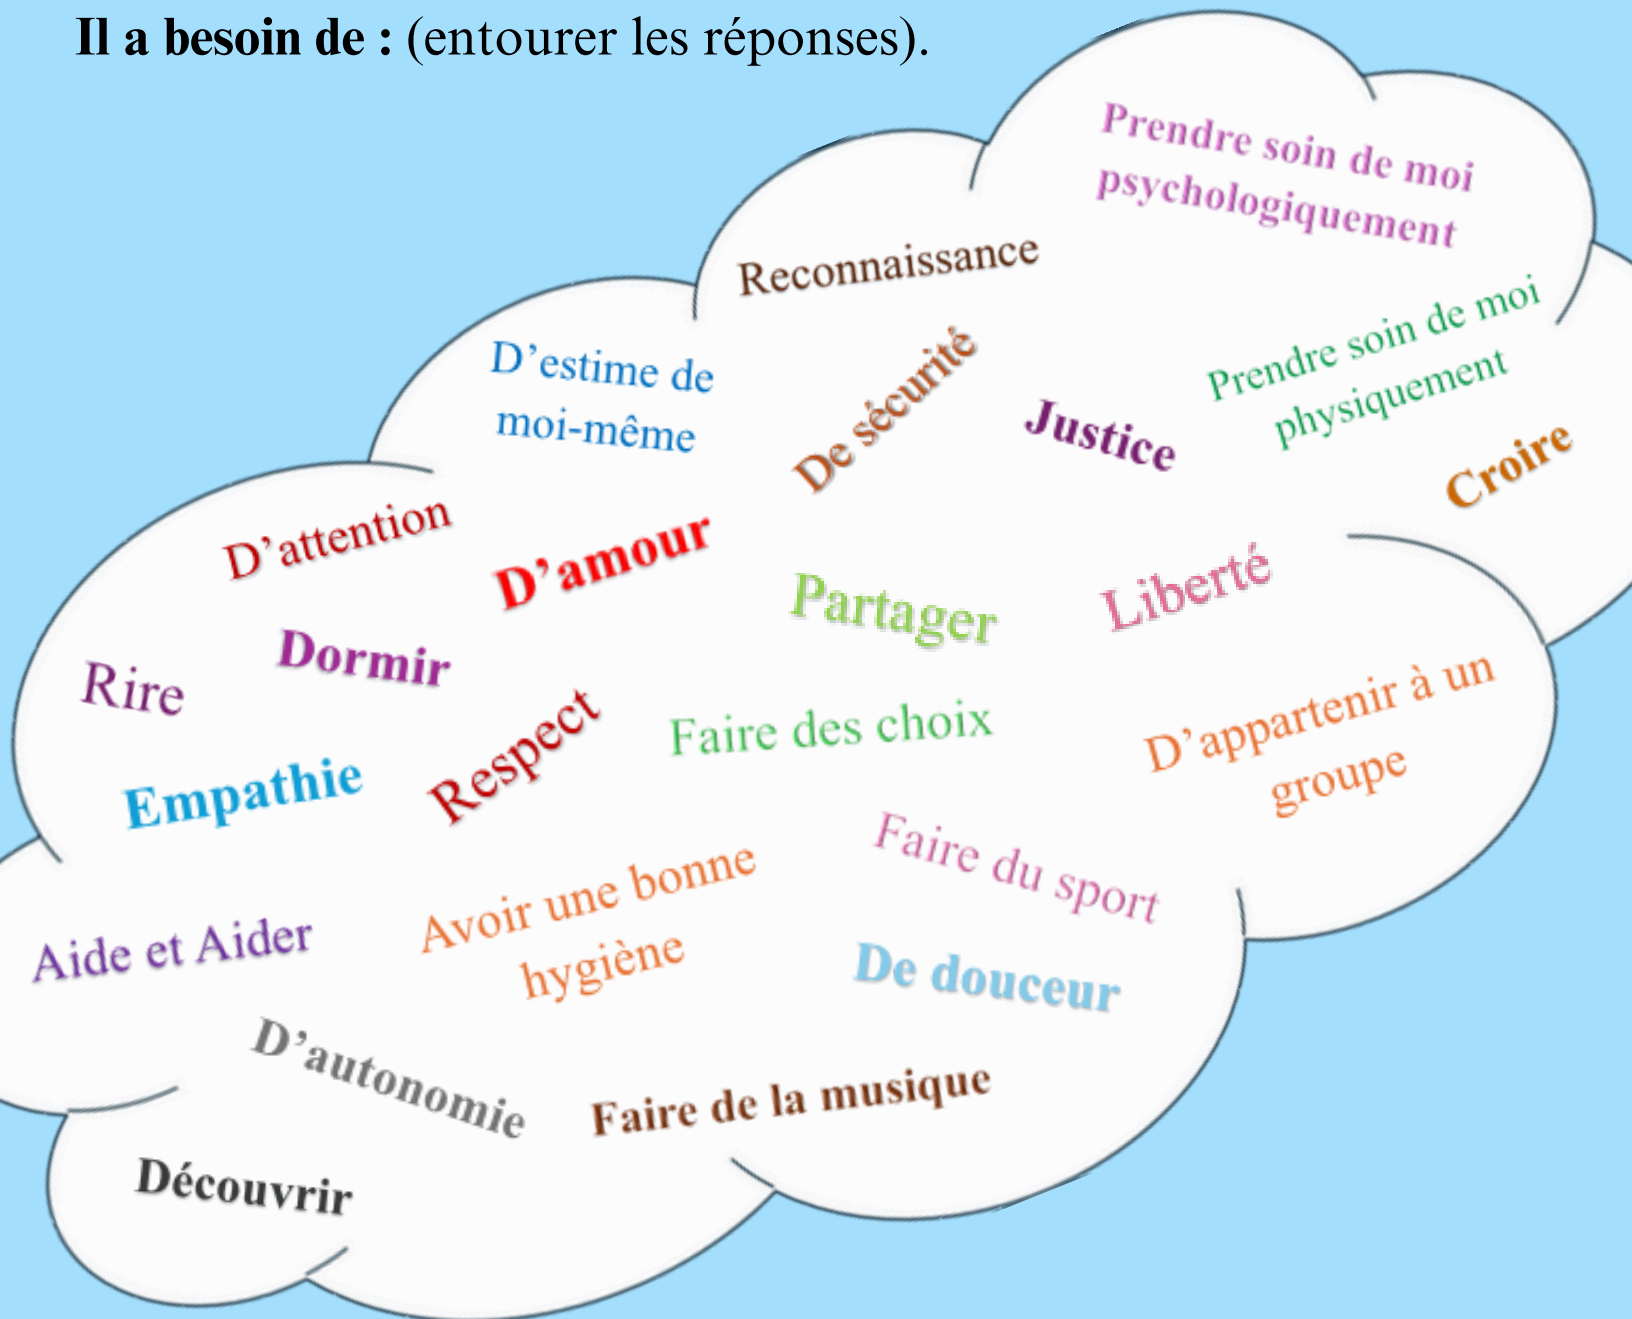 Il a besoin de : (entourer les réponses).
Prendre soin de moi
psychologiquement
Reconnaissance
D’estime de
moi-même
De sécurité
Justice
Prendre soin de moi
physiquement
Croire
D’attention
D’amour
Partager
Liberté
Rire
Dormir
Respect
Faire des choix
D’appartenir à un
groupe
Empathie
Aide et Aider
Avoir une bonne
hygiène
Faire du sport
De douceur
D’autonomie
Faire de la musique
Découvrir